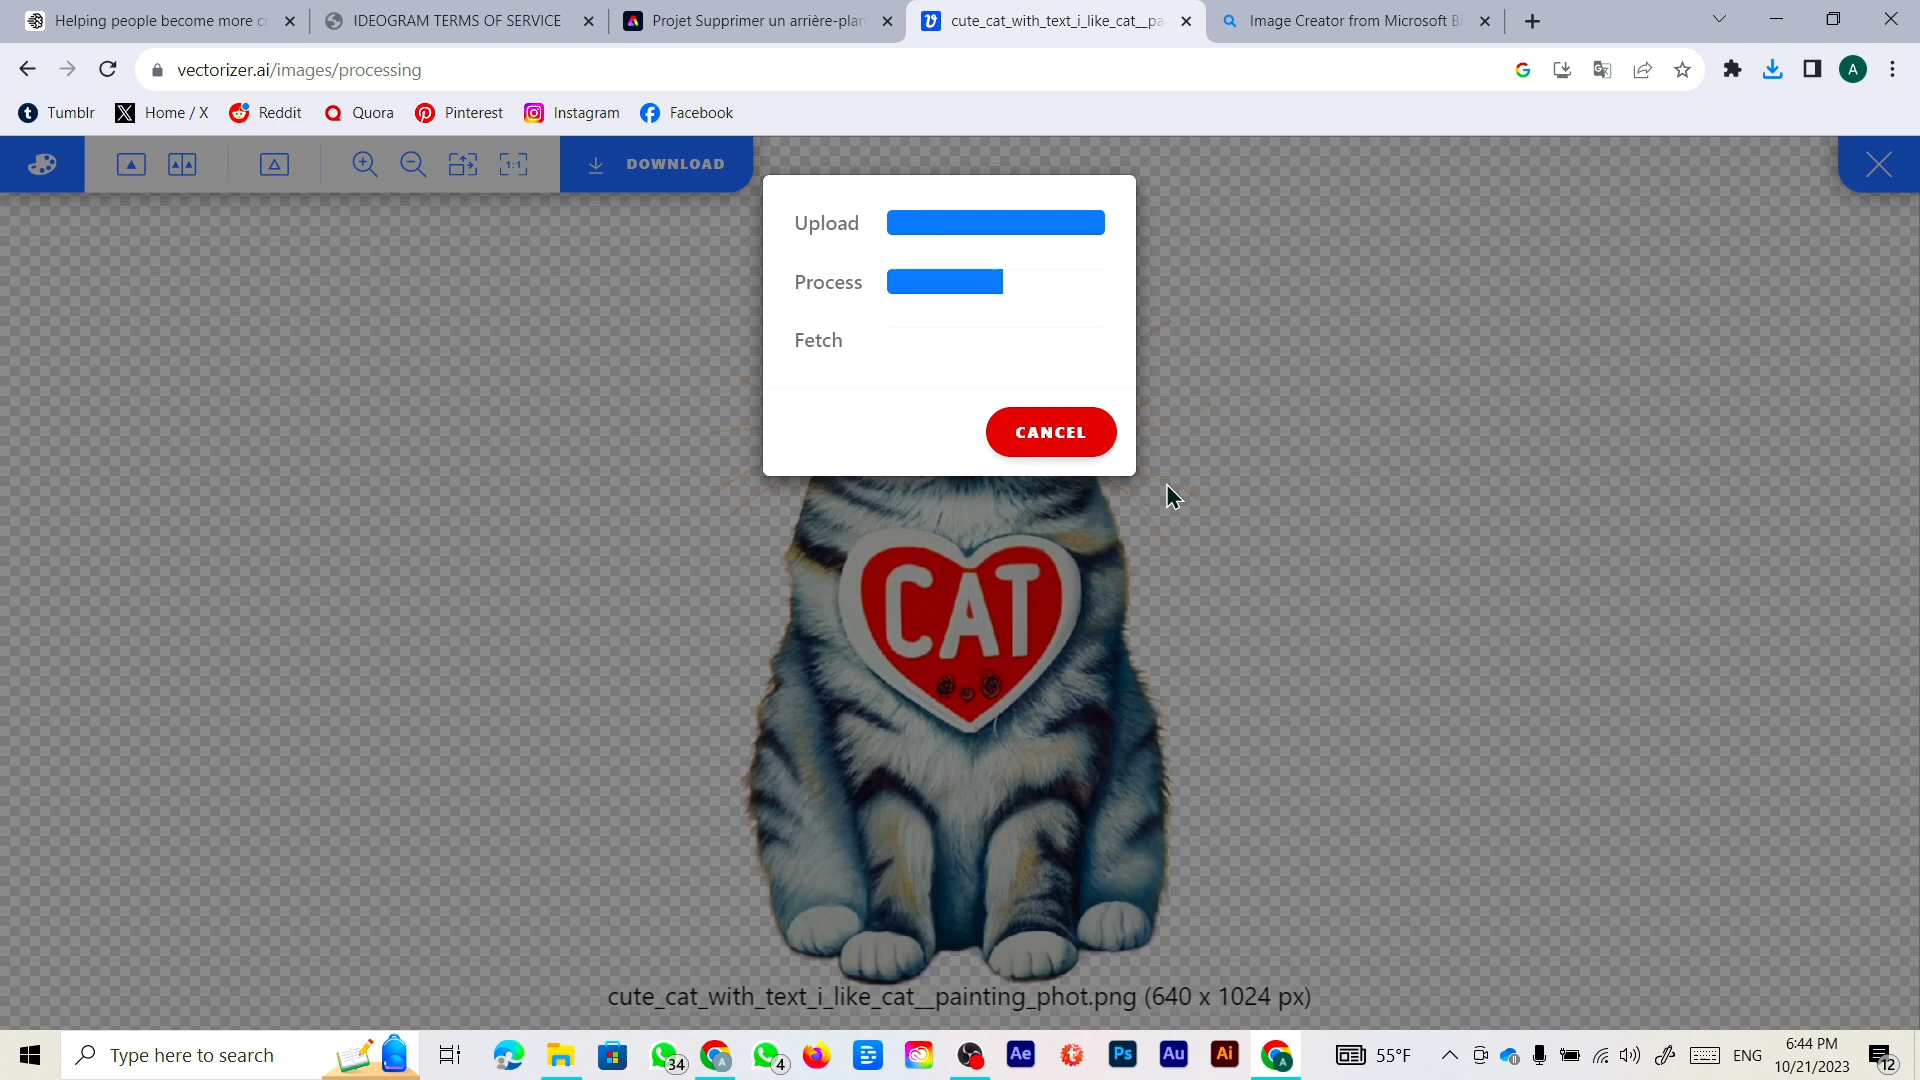 Helping people become more c
IDEOGRAM TERMS OF SERVICE
Projet Supprimer un arrière-plan
cute_cat_with_text_i_like_cat__pa
Image Creator from Microsoft Bi
vectorizer.ai/images/processing
A
Tumblr
Home / X
Reddit
Quora
Pinterest
Instagram
Facebook
1:1
DOWNLOAD
Upload
Process
Fetch
CANCEL
CAT
cute_cat_with_text_i_like_cat__painting_phot.png (640 x 1024 px)
Type here to search
34
4
Ae
Ps
Au
Ai
55°F
ENG
6:44 PM
10/21/2023
12